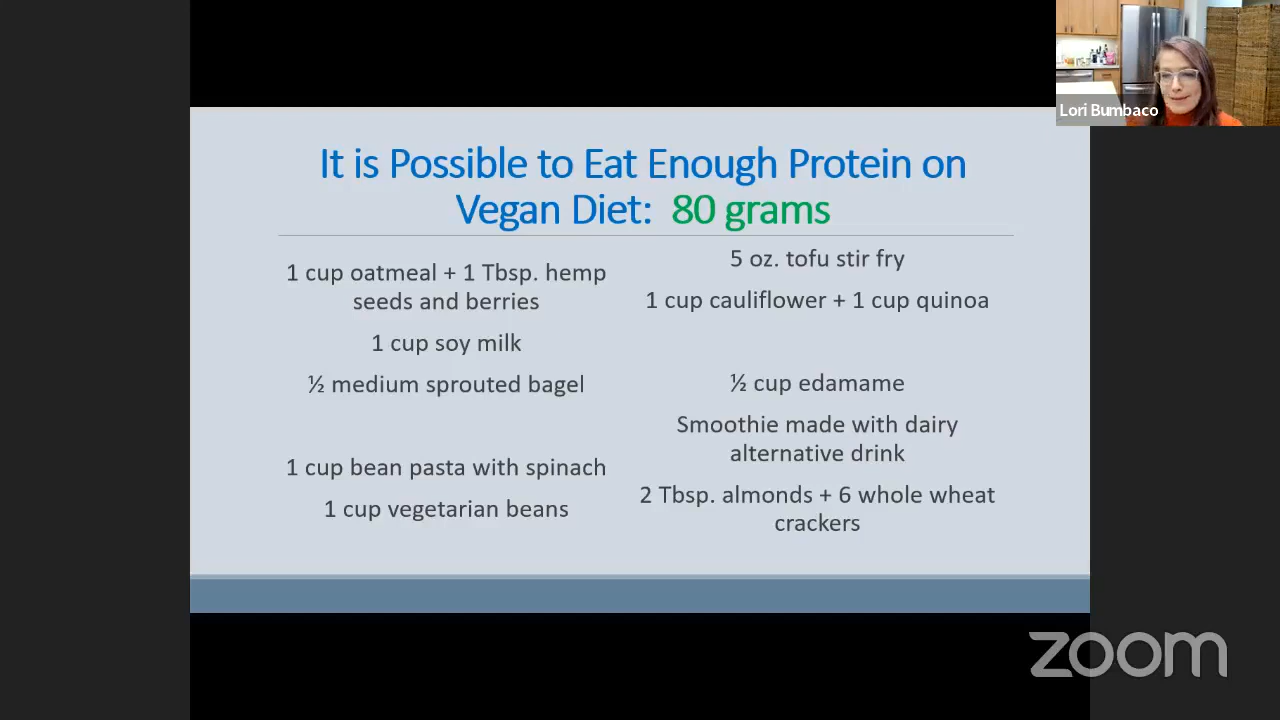 Lori Bumbaco
It is Possible to Eat Enough Protein on
Vegan Diet: 80 grams
1 cup oatmeal + 1 Tbsp. hemp
seeds and berries
1 cup soy milk
½ medium sprouted bagel
1 cup bean pasta with spinach
1 cup vegetarian beans
5 oz. tofu stir fry
1 cup cauliflower + 1 cup quinoa
½ cup edamame
Smoothie made with dairy
alternative drink
2 Tbsp. almonds + 6 whole wheat
crackers
zoom